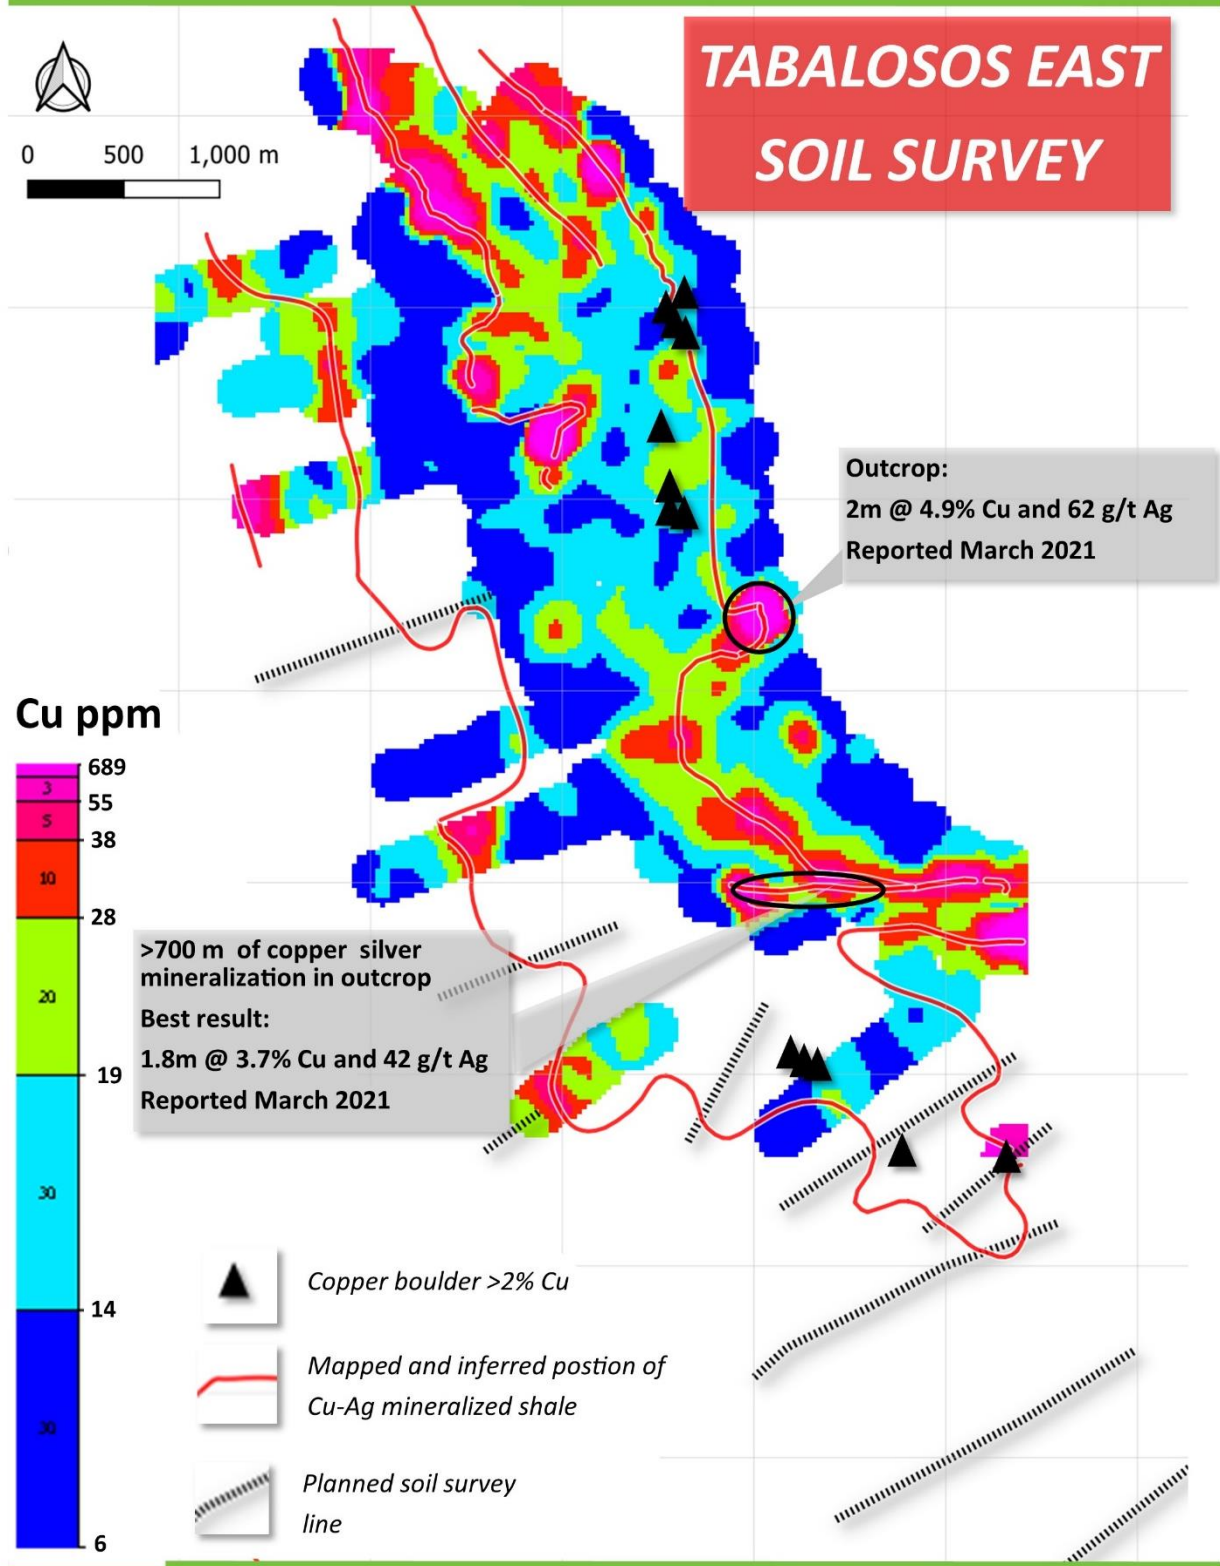 TABALOSOS EAST
SOIL SURVEY
0 500 1,000 m
Outcrop:
2m @ 4.9% Cu and 62 g/t Ag
Reported March 2021
Cu ppm
689
3
55
5
38
10
28
20
19
30
14
30
6
>700 m of copper silver
mineralization in outcrop
Best result:
1.8m @ 3.7% Cu and 42 g/t Ag
Reported March 2021
Copper boulder >2% Cu
Mapped and inferred postion of
Cu-Ag mineralized shale
Planned soil survey
line